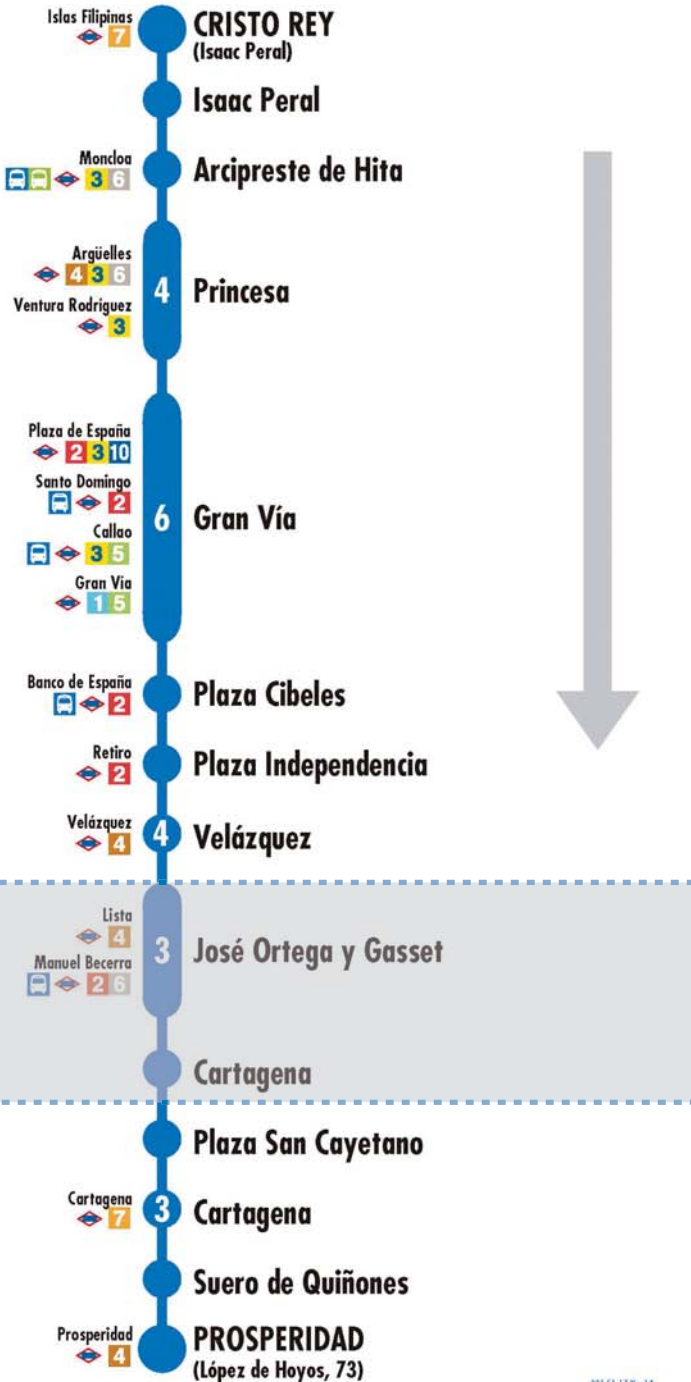 Islas Filipinas
7
CRISTO REY
(Isaac Peral)
Isaac Peral
Moncloa
3 6
Arcipreste de Hita
Argüelles
4 3 6
Ventura Rodríguez
3
4
Princesa
Plaza de España
2 3 10
Santo Domingo
2
Callao
3 5
Gran Vía
1 5
6
Gran Vía
Banco de España
2
Plaza Cibeles
Retiro
2
Plaza Independencia
Velázquez
4
4
Velázquez
Lista
4
Manuel Becerra
2 6
3
José Ortega y Gasset
Cartagena
Plaza San Cayetano
Cartagena
7
3
Cartagena
Suero de Quiñones
Prosperidad
4
PROSPERIDAD
(López de Hoyos, 73)